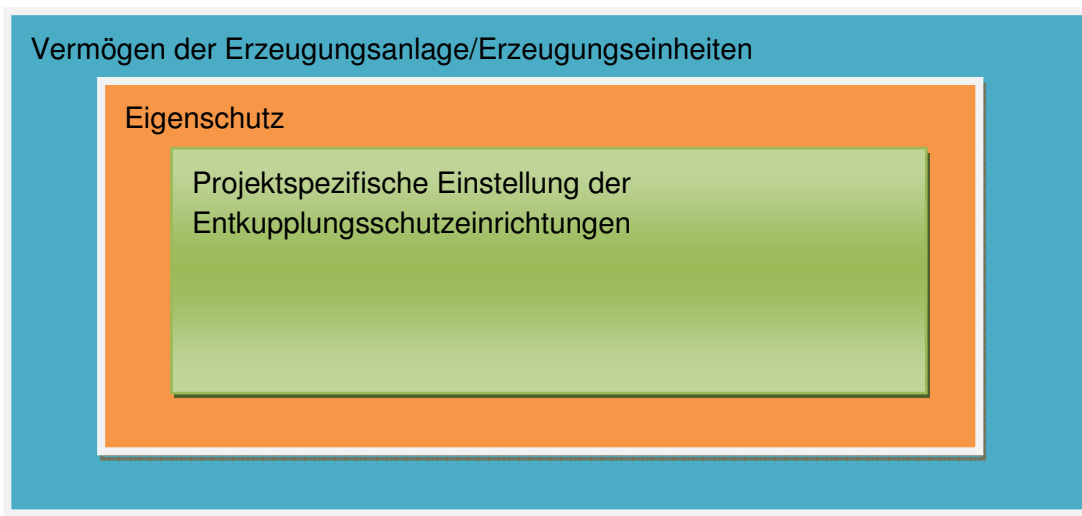 Vermögen der Erzeugungsanlage/Erzeugungseinheiten
Eigenschutz
Projektspezifische Einstellung der
Entkupplungsschutzeinrichtungen